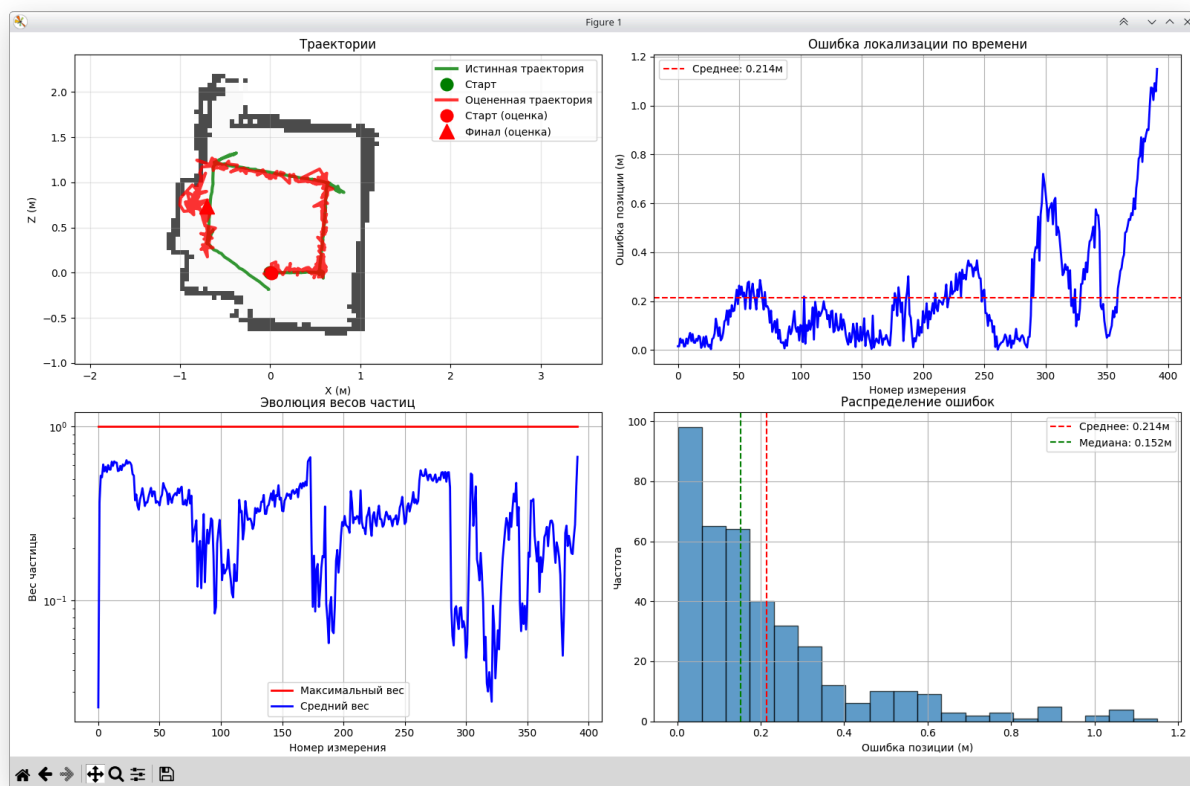 Figure 1
Траектории
Истинная траектория
Старт
Оцененная траектория
Старт (оценка)
Финал (оценка)
2.0
1.5
1.0
0.5
0.0
−0.5
−1.0
Z (м)
−2
−1
0
1
2
3
X (м)
Ошибка локализации по времени
Среднее: 0.214м
1.2
1.0
0.8
0.6
0.4
0.2
0.0
Ошибка позиции (м)
0
50
100
150
200
250
300
350
400
Номер измерения
Эволюция весов частиц
10⁰
10⁻¹
Вес частицы
Максимальный вес
Средний вес
0
50
100
150
200
250
300
350
400
Номер измерения
Распределение ошибок
Среднее: 0.214м
Медиана: 0.152м
100
80
60
40
20
0
Частота
0.0
0.2
0.4
0.6
0.8
1.0
1.2
Ошибка позиции (м)